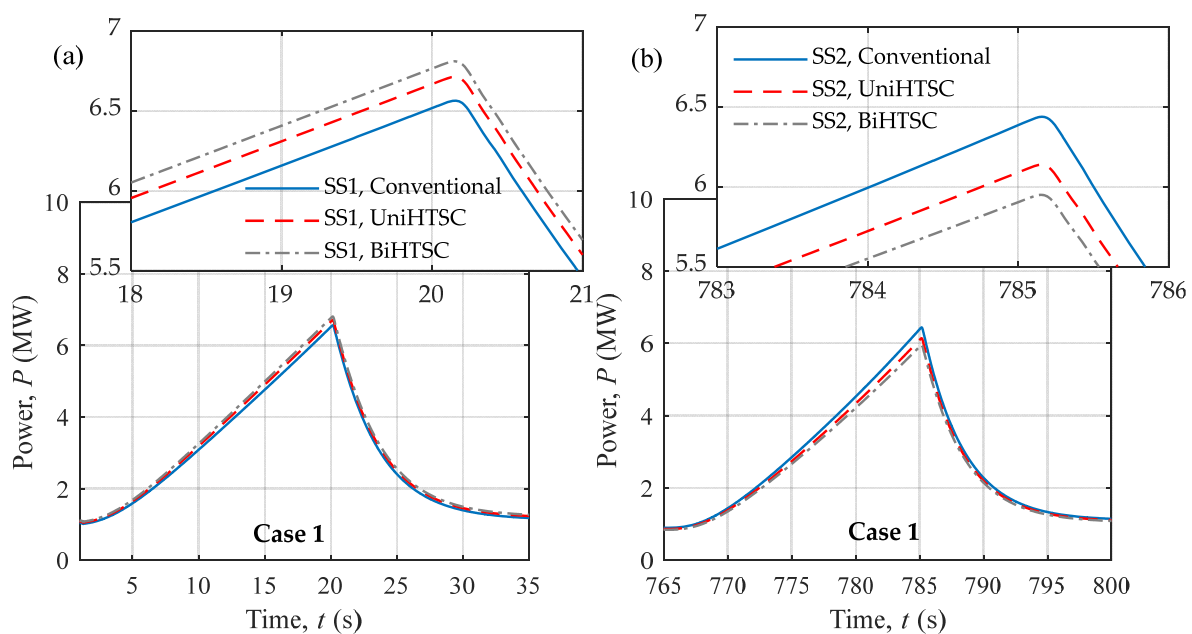 (a)
7
6.5
6
5.5
18 19 20 21
SS1, Conventional
SS1, UniHTSC
SS1, BiHTSC
10
8
6
4
2
0
Power, P (MW)
Case 1
5 10 15 20 25 30 35
Time, t (s)
(b)
7
6.5
6
5.5
783 784 785 786
SS2, Conventional
SS2, UniHTSC
SS2, BiHTSC
10
8
6
4
2
0
Power, P (MW)
Case 1
765 770 775 780 785 790 795 800
Time, t (s)